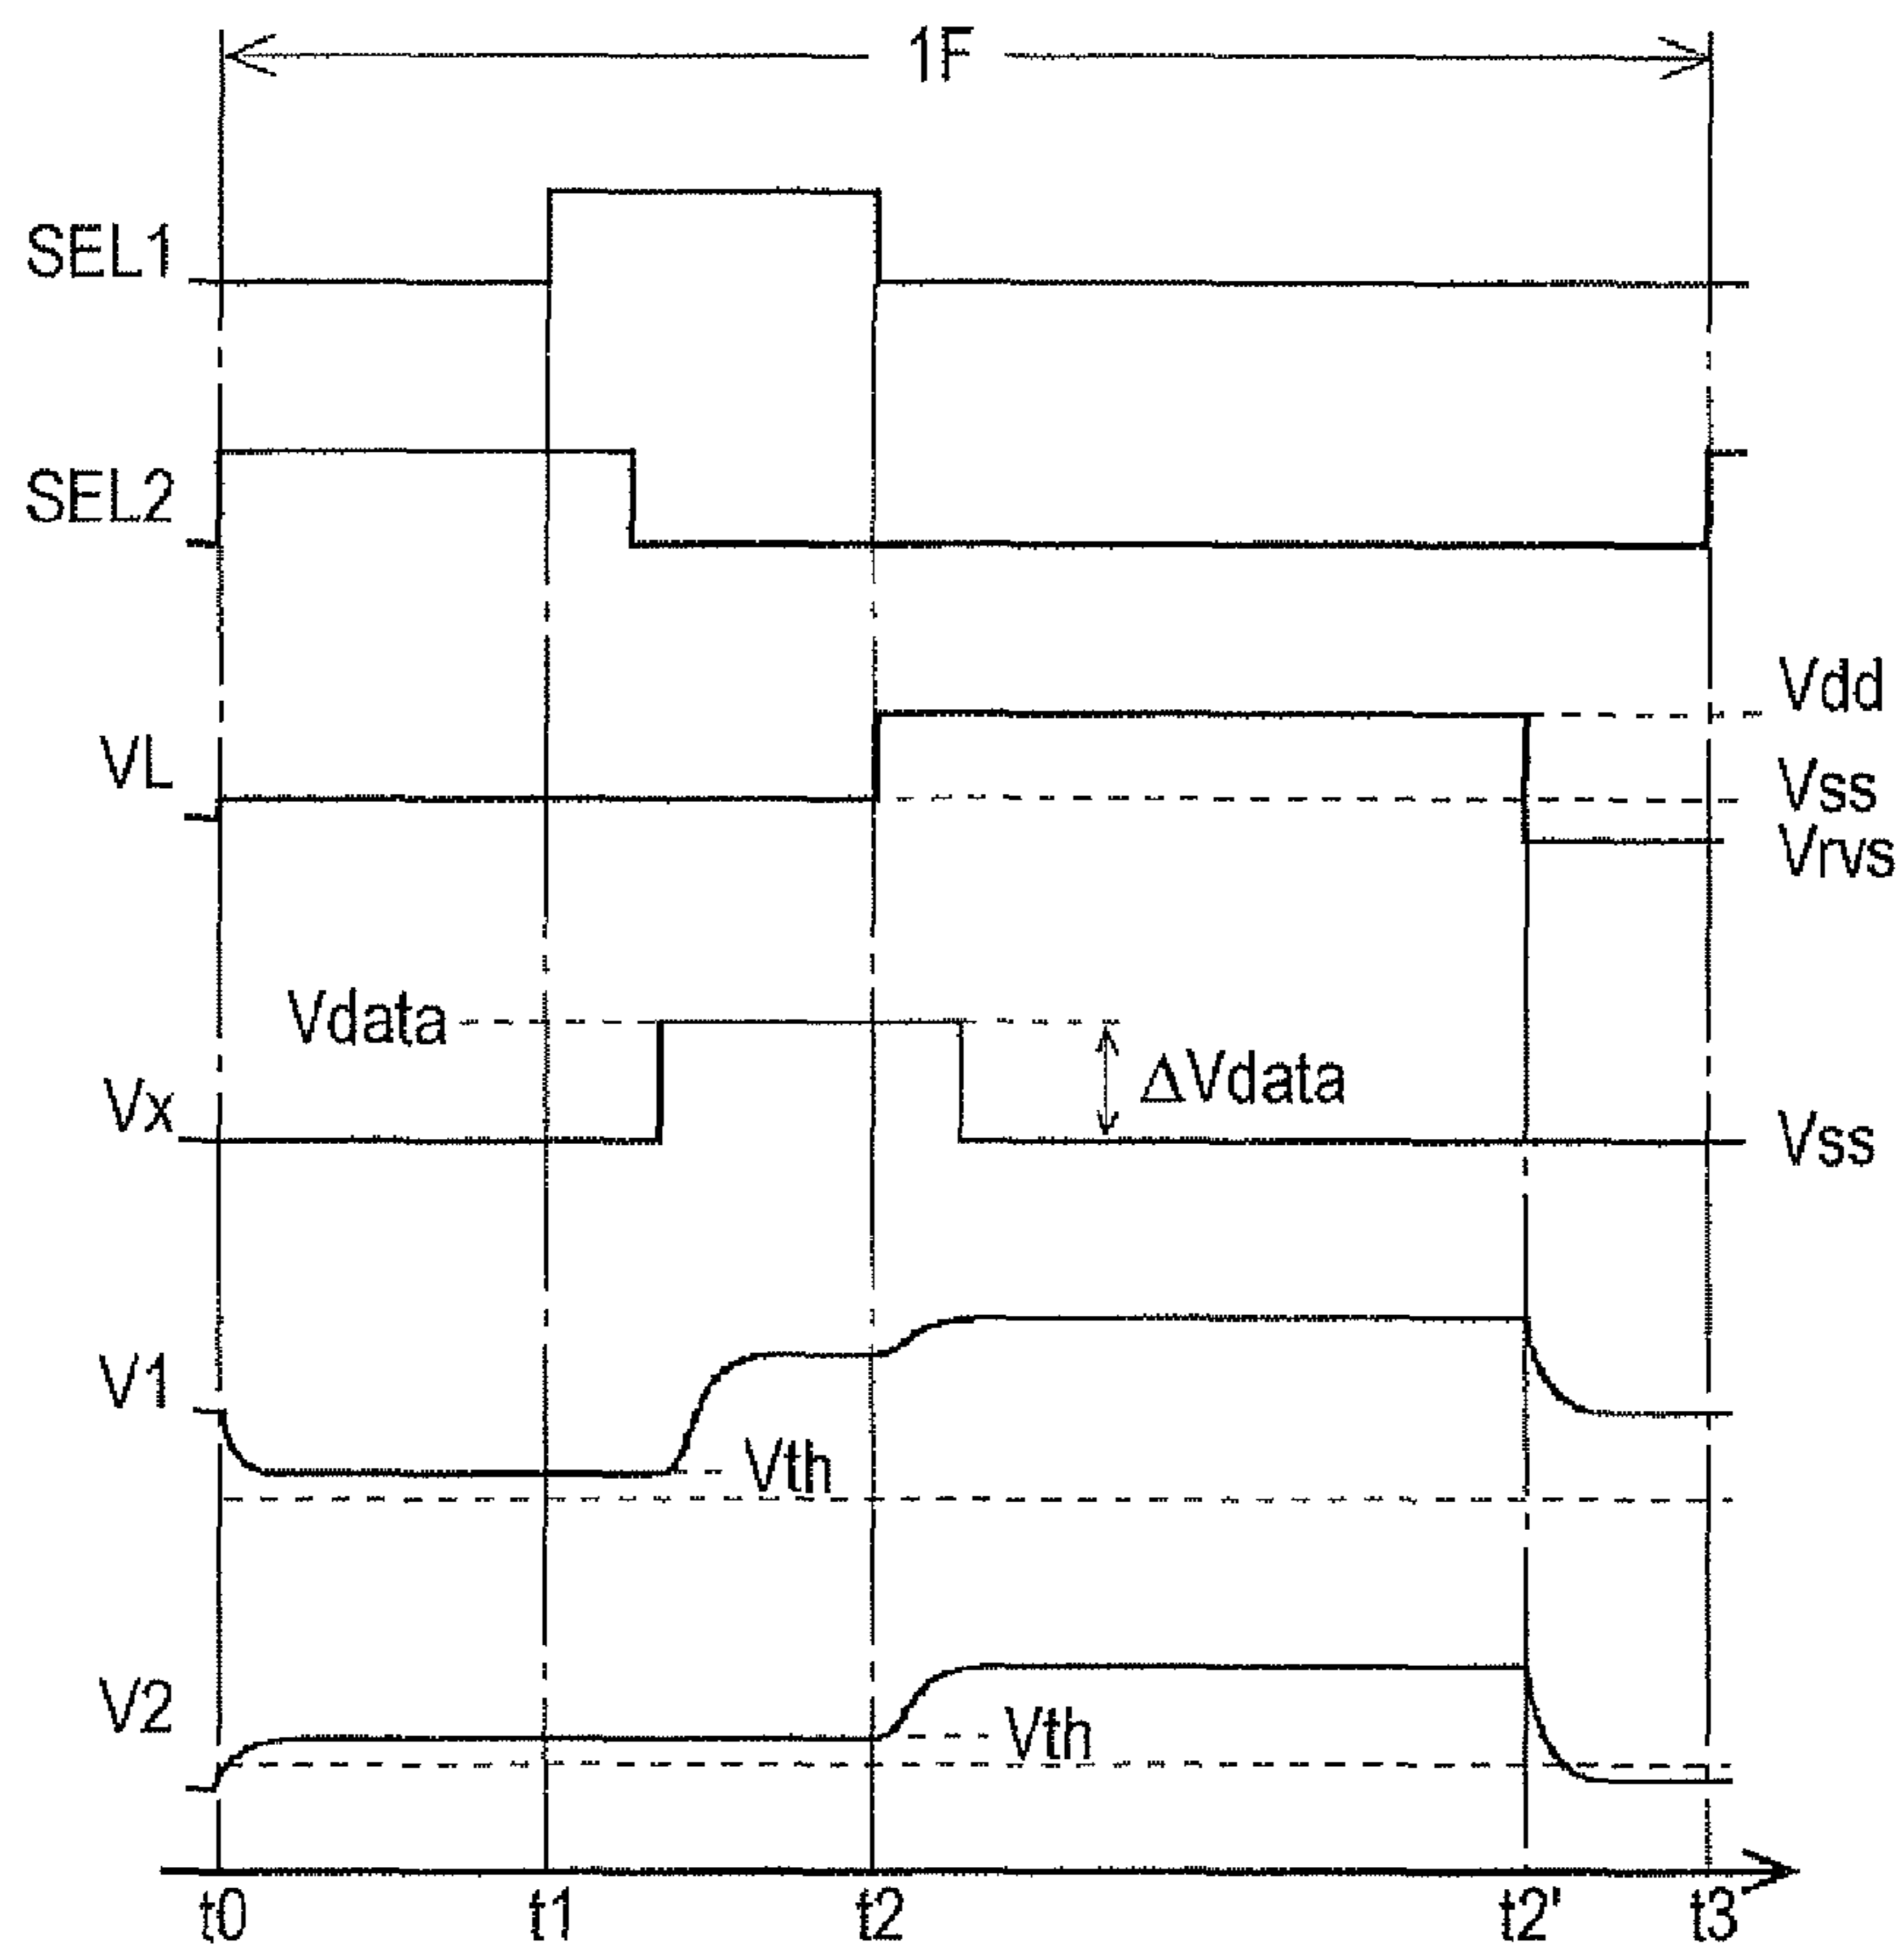 1F
SEL1
SEL2
Vdd
VL
Vss
Vrvs
Vdata
ΔVdata
Vx
Vss
V1
Vth
V2
Vth
t0 t1 t2 t2' t3